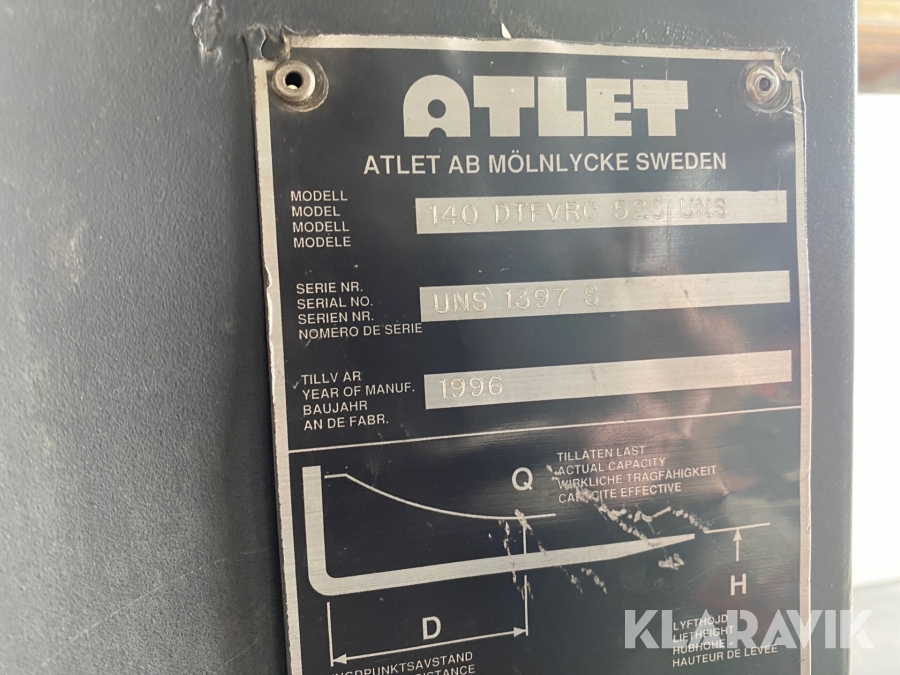 ATLET
ATLET AB MÖLNLYCKE SWEDEN
MODELL
MODEL
MODELL
MODÈLE
140 DTFVRC 520 UNS
SERIE NR.
SERIAL NO.
SERIEN NR.
NOMERO DE SERIE
UNS 1397 S
TILLV AR
YEAR OF MANUF.
BAUJAHR
AN DE FABR.
1996
TILLATEN LAST
ACTUAL CAPACITY
WIRKLICHE TRAGFÄHIGKEIT
CAPACITE EFFECTIVE
Q
H
D
LYFTHÖJD
LIFTHEIGHT
HUBHÖHE
HAUTEUR DE LEVEE
KLARAVIK